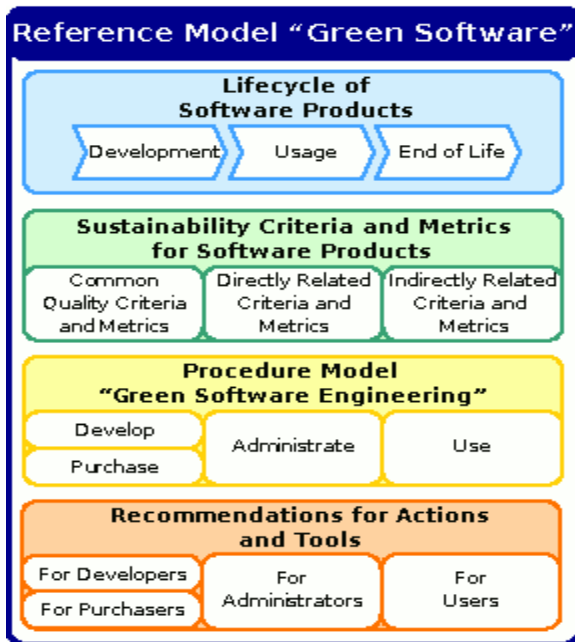 Reference Model “Green Software”
Lifecycle of
Software Products
Development
Usage
End of Life
Sustainability Criteria and Metrics
for Software Products
Common
Quality Criteria
and Metrics
Directly Related
Criteria and
Metrics
Indirectly Related
Criteria and
Metrics
Procedure Model
“Green Software Engineering”
Develop
Purchase
Administrate
Use
Recommendations for Actions
and Tools
For Developers
For Purchasers
For
Administrators
For
Users